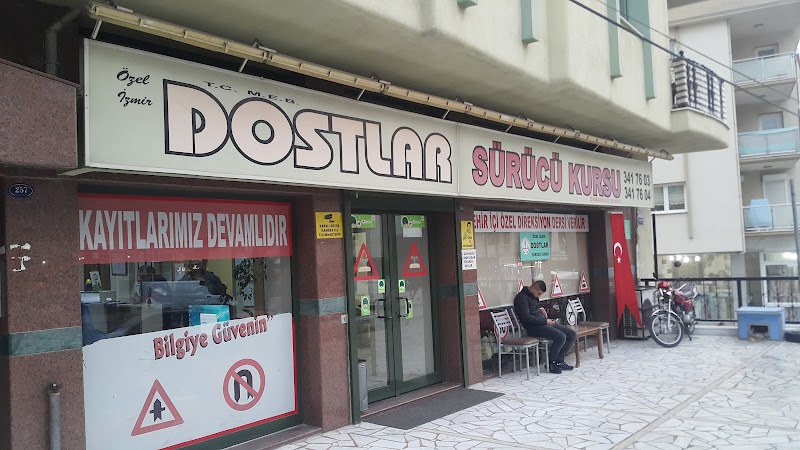 Özel
İzmir
T.C. M.E.B.
DOSTLAR
SÜRÜCÜ KURSU
341 76 03
341 76 04
257
KAYITLARIMIZ DEVAMLIDIR
Bilgiye Güvenin"
ŞEHİR İÇİ ÖZEL DİREKSİYON DERSİ VERİLİR
DOSTLAR